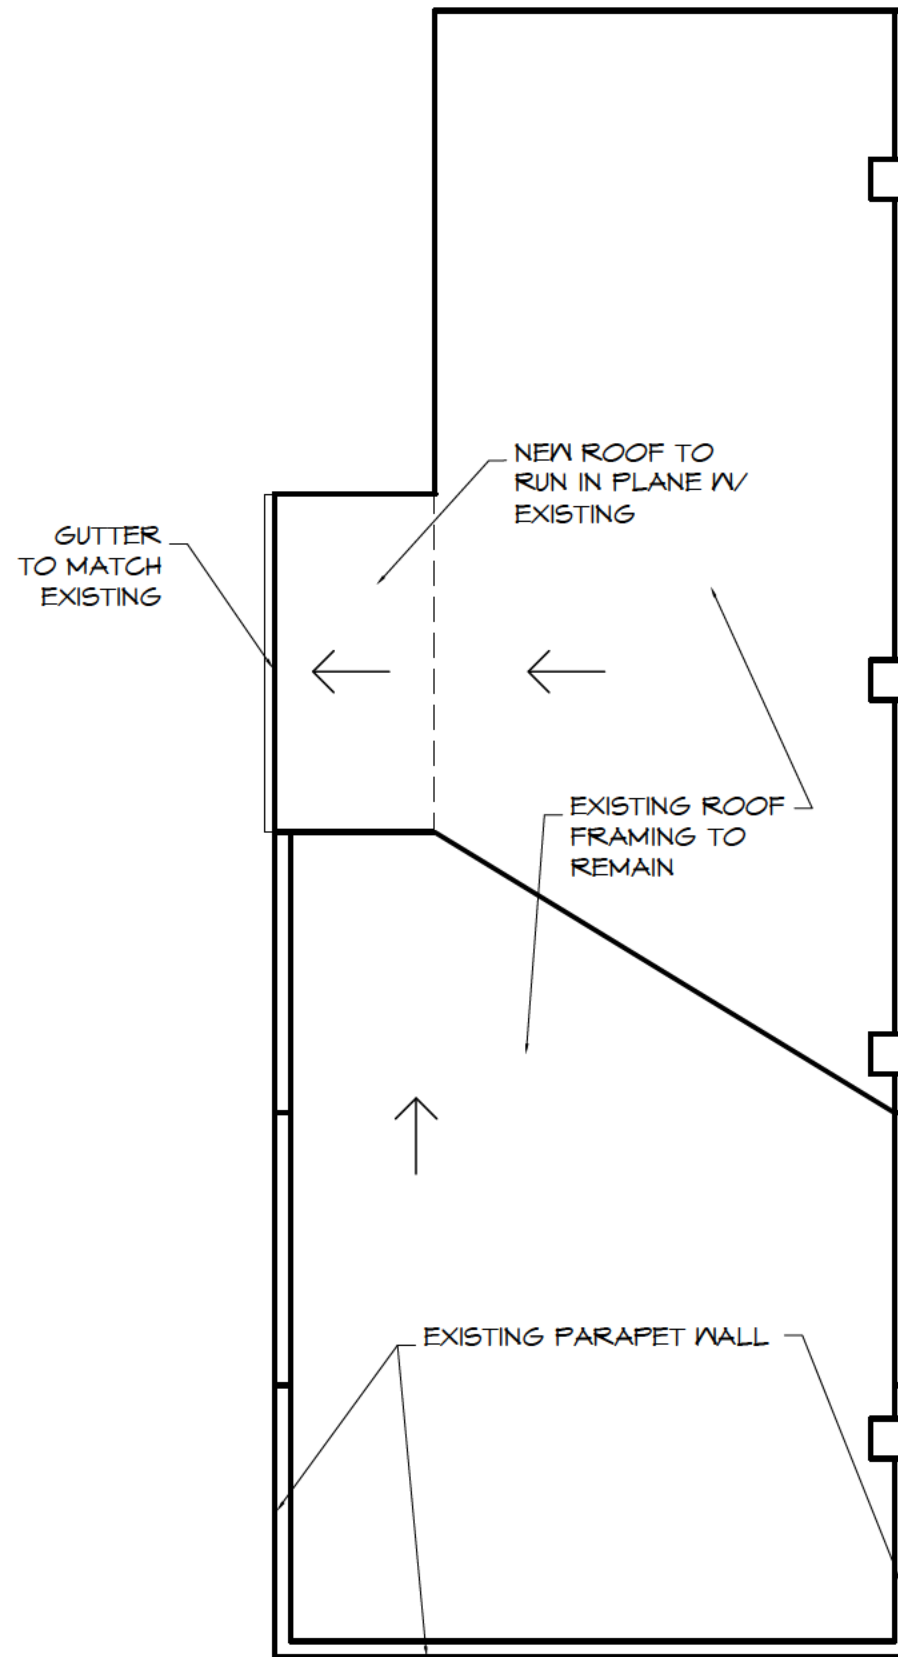 NEW ROOF TO
RUN IN PLANE W/
EXISTING
GUTTER
TO MATCH
EXISTING
EXISTING ROOF
FRAMING TO
REMAIN
EXISTING PARAPET WALL